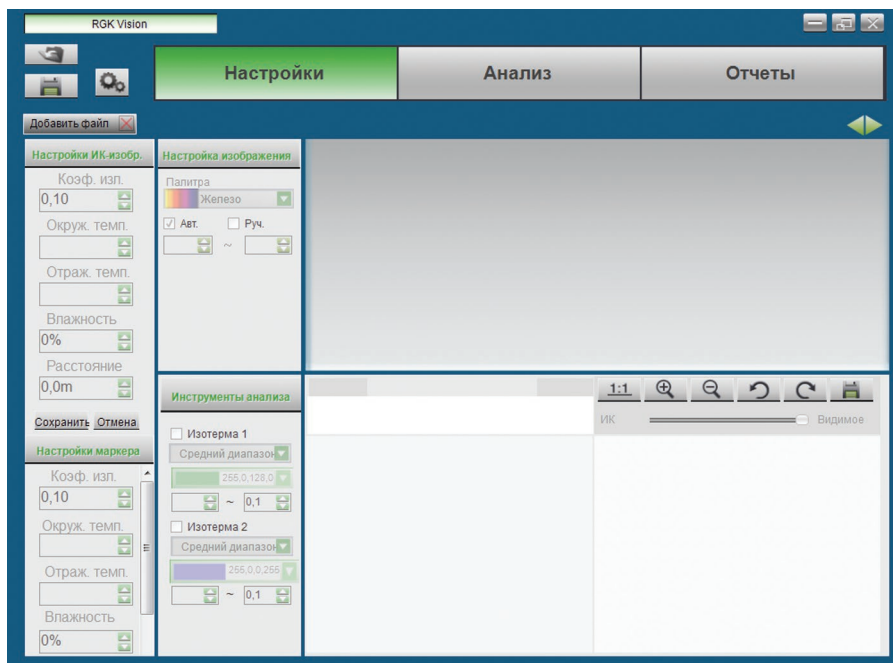 RGK Vision
Настройки
Анализ
Отчеты
Добавить файл
Настройки ИК-изобр.
Коэф. изл.
0,10
Окруж. темп.
Отраж. темп.
Влажность
0%
Расстояние
0,0m
Сохранить Отмена
Настройки маркера
Коэф. изл.
0,10
Окруж. темп.
Отраж. темп.
Влажность
0%
Настройка изображения
Палитра
Железо
Авт. Руч.
~
Инструменты анализа
Изотерма 1
Средний диапазон
255,0,128,0
~ 0,1
Изотерма 2
Средний диапазон
255,0,0,255
~ 0,1
1:1
ИК Видимое